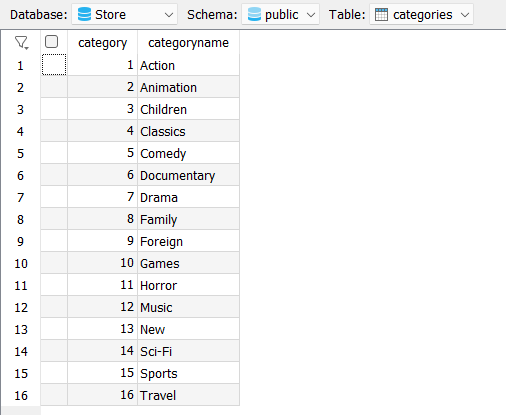 Database: Store Schema: public Table: categories
category categoryname
1 1 Action
2 2 Animation
3 3 Children
4 4 Classics
5 5 Comedy
6 6 Documentary
7 7 Drama
8 8 Family
9 9 Foreign
10 10 Games
11 11 Horror
12 12 Music
13 13 New
14 14 Sci-Fi
15 15 Sports
16 16 Travel